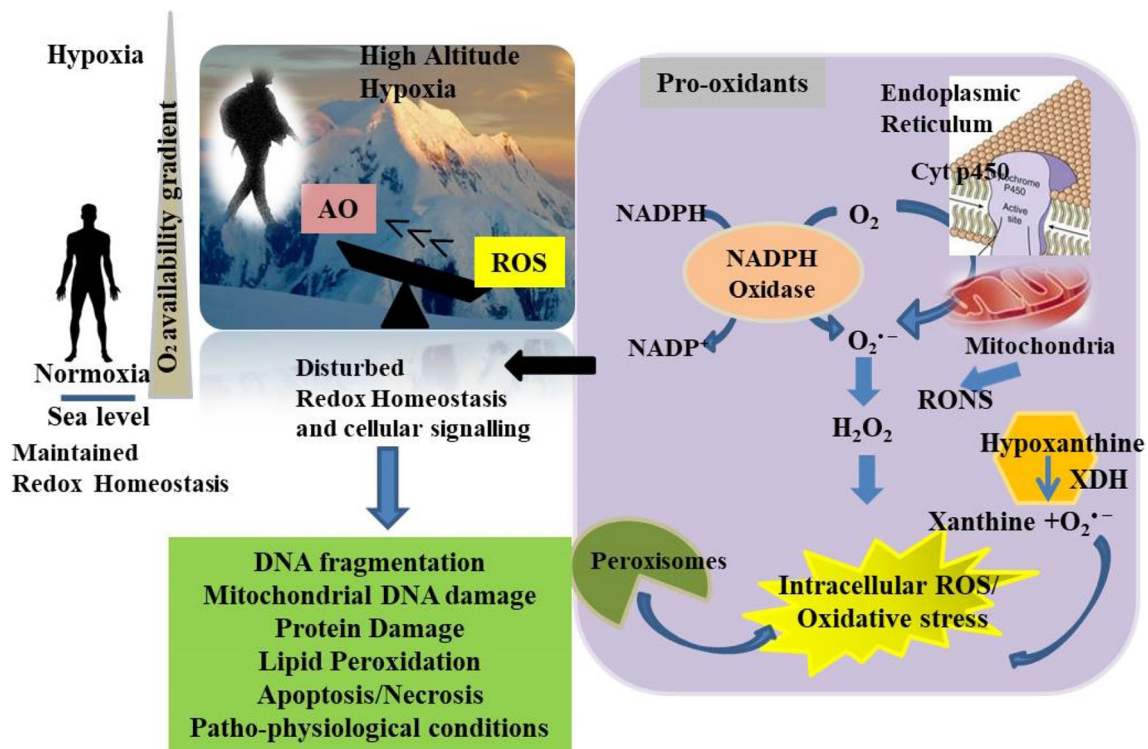 Hypoxia
O₂ availability gradient
Normoxia
Sea level
Maintained
Redox Homeostasis
High Altitude
Hypoxia
AO
ROS
Disturbed
Redox Homeostasis
and cellular signalling
DNA fragmentation
Mitochondrial DNA damage
Protein Damage
Lipid Peroxidation
Apoptosis/Necrosis
Patho-physiological conditions
Pro-oxidants
Endoplasmic
Reticulum
Cyt p450
P450
Active
site
NADPH
O₂
NADPH
Oxidase
NADP⁺
O₂•−
Mitochondria
RONS
H₂O₂
Hypoxanthine
XDH
Xanthine +O₂•−
Peroxisomes
Intracellular ROS/
Oxidative stress